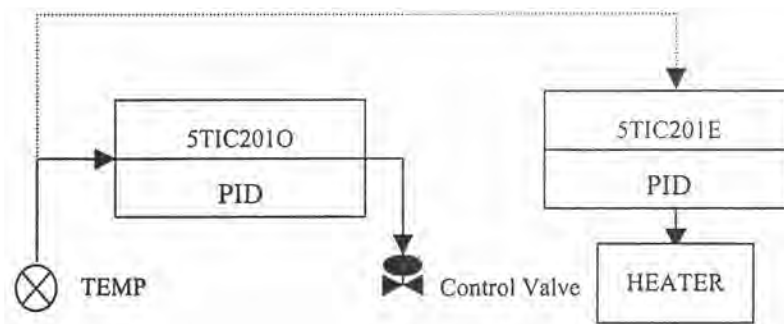 5TIC201O
PID
5TIC201E
PID
TEMP
Control Valve
HEATER